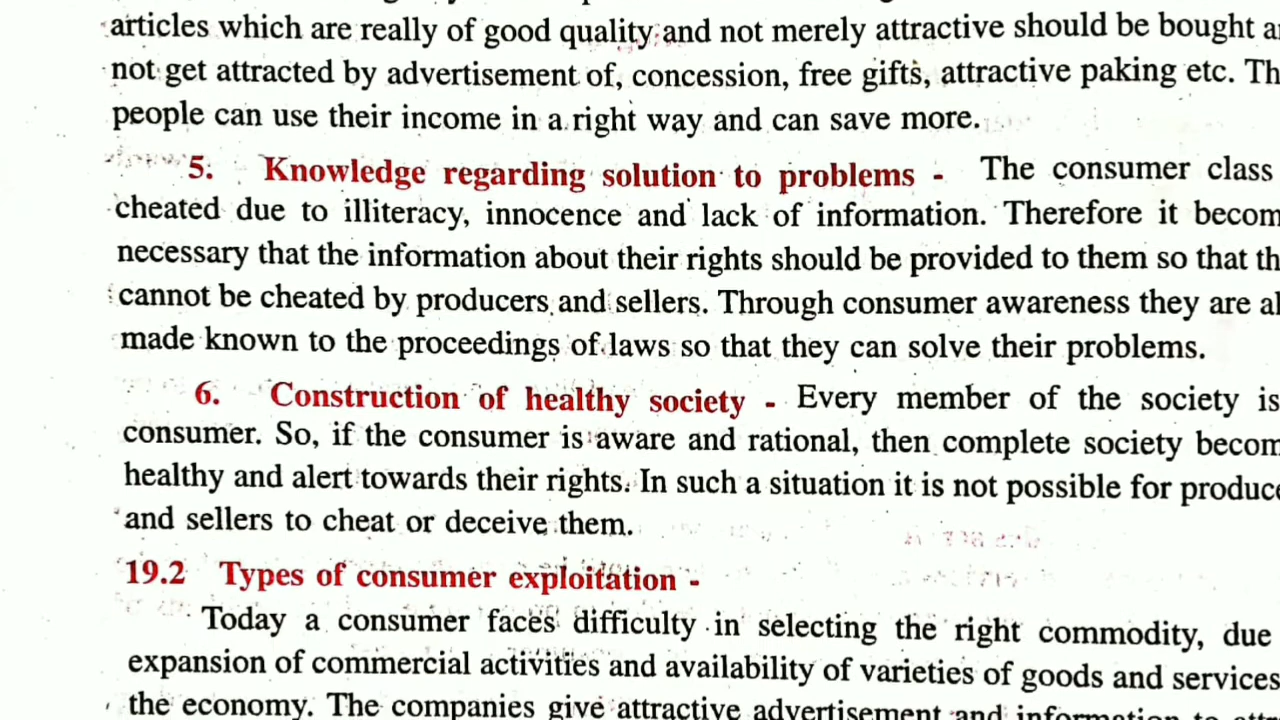 articles which are really of good quality and not merely attractive should be bought
not get attracted by advertisement of, concession, free gifts, attractive paking etc.
people can use their income in a right way and can save more.
5. Knowledge regarding solution to problems - The consumer class
cheated due to illiteracy, innocence and lack of information. Therefore it
necessary that the information about their rights should be provided to them so that
cannot be cheated by producers and sellers. Through consumer awareness they are
made known to the proceedings of laws so that they can solve their problems.
6. Construction of healthy society - Every member of the society is
consumer. So, if the consumer is aware and rational, then complete society
healthy and alert towards their rights. In such a situation it is not possible for
and sellers to cheat or deceive them.
19.2 Types of consumer exploitation -
Today a consumer faces difficulty in selecting the right commodity, due
expansion of commercial activities and availability of varieties of goods and services
the economy. The companies give attractive advertisement and information to